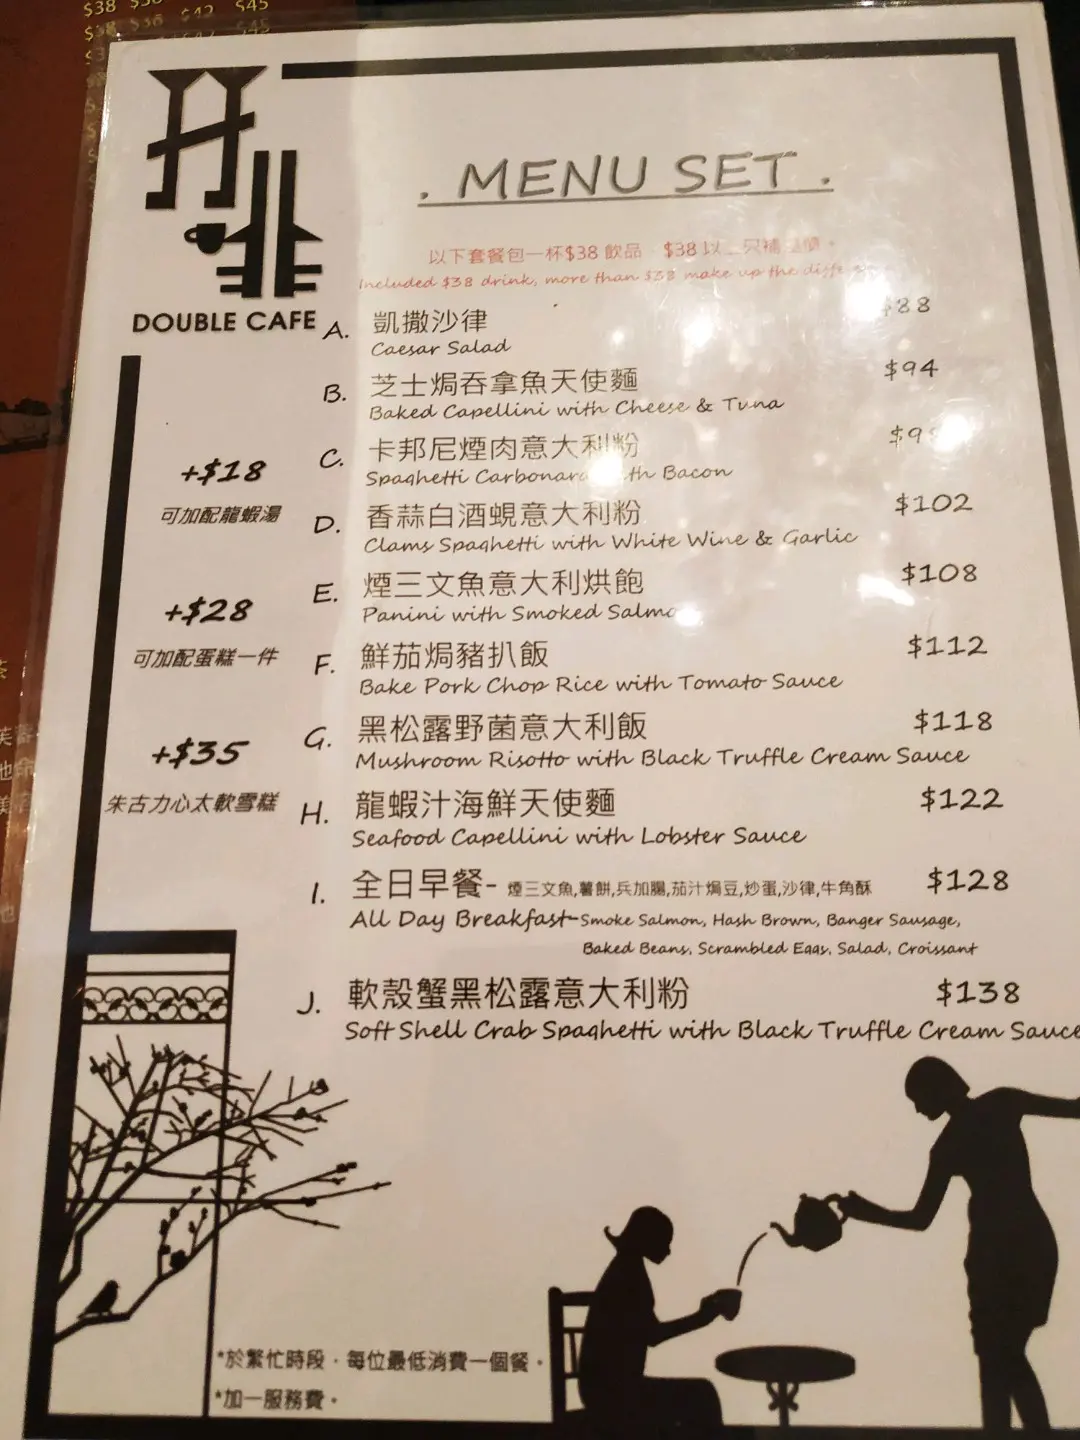 $38
$42
$45
DOUBLE CAFE
. MENU SET .
以下套餐包一杯$38 飲品
$38
Included $38 drink, more than $38 make up the
A. 凱撒沙律
Caesar Salad
B. 芝士焗吞拿魚天使麵 $94
Baked Capellini with Cheese & Tuna
C. 卡邦尼煙肉意大利粉
Spaghetti Bacon
D. 香蒜白酒蜆意大利粉 $102
Clams Spaghetti with White Wine & Garlic
E. 煙三文魚意大利烘飽 $108
Panini with Smoked
F. 鮮茄焗豬扒飯 $112
Bake Pork Chop Rice with Tomato Sauce
G. 黑松露野菌意大利飯 $118
Mushroom Risotto with Black Truffle Cream Sauce
H. 龍蝦汁海鮮天使麵 $122
Seafood Capellini with Lobster Sauce
I. 全日早餐- 煙三文魚,薯餅,兵加腸,茄汁焗豆,炒蛋,沙律,牛角酥 $128
All Day Breakfast-Smoke Salmon, Hash Brown, Banger Sausage,
Baked Beans, Scrambled Eggs, Salad, Croissant
J. 軟殼蟹黑松露意大利粉 $138
Soft Shell Crab Spaghetti with Black Truffle Cream Sauce
+$18
可加配龍蝦湯
+$28
可加配蛋糕一件
+$35
朱古力心太軟雪糕
*於繁忙時段，每位最低消費一個餐。
*加一服務費。